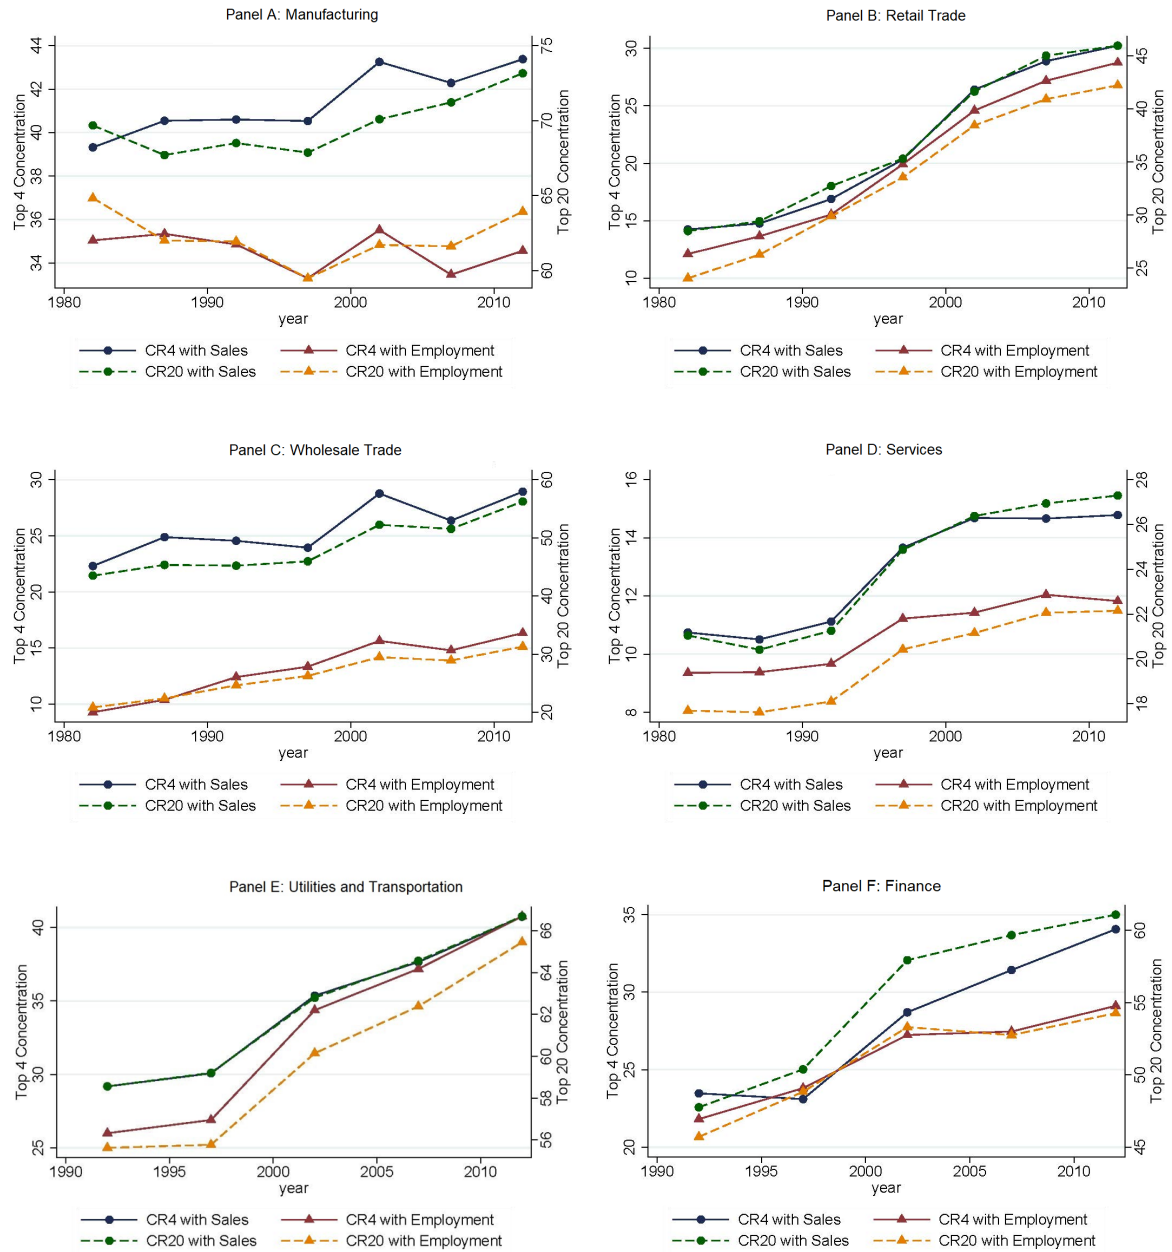 Panel A: Manufacturing
Top 4 Concentration
34 36 38 40 42 44
Top 20 Concentration
60 65 70 75
1980 1990 2000 2010
year
CR4 with Sales CR4 with Employment
CR20 with Sales CR20 with Employment
Panel B: Retail Trade
Top 4 Concentration
10 15 20 25 30
Top 20 Concentration
25 30 35 40 45
1980 1990 2000 2010
year
CR4 with Sales CR4 with Employment
CR20 with Sales CR20 with Employment
Panel C: Wholesale Trade
Top 4 Concentration
10 15 20 25 30
Top 20 Concentration
20 30 40 50 60
1980 1990 2000 2010
year
CR4 with Sales CR4 with Employment
CR20 with Sales CR20 with Employment
Panel D: Services
Top 4 Concentration
8 10 12 14 16
Top 20 Concentration
18 20 22 24 26 28
1980 1990 2000 2010
year
CR4 with Sales CR4 with Employment
CR20 with Sales CR20 with Employment
Panel E: Utilities and Transportation
Top 4 Concentration
25 30 35 40
Top 20 Concentration
56 58 60 62 64 66
1990 1995 2000 2005 2010
year
CR4 with Sales CR4 with Employment
CR20 with Sales CR20 with Employment
Panel F: Finance
Top 4 Concentration
20 25 30 35
Top 20 Concentration
45 50 55 60
1990 1995 2000 2005 2010
year
CR4 with Sales CR4 with Employment
CR20 with Sales CR20 with Employment